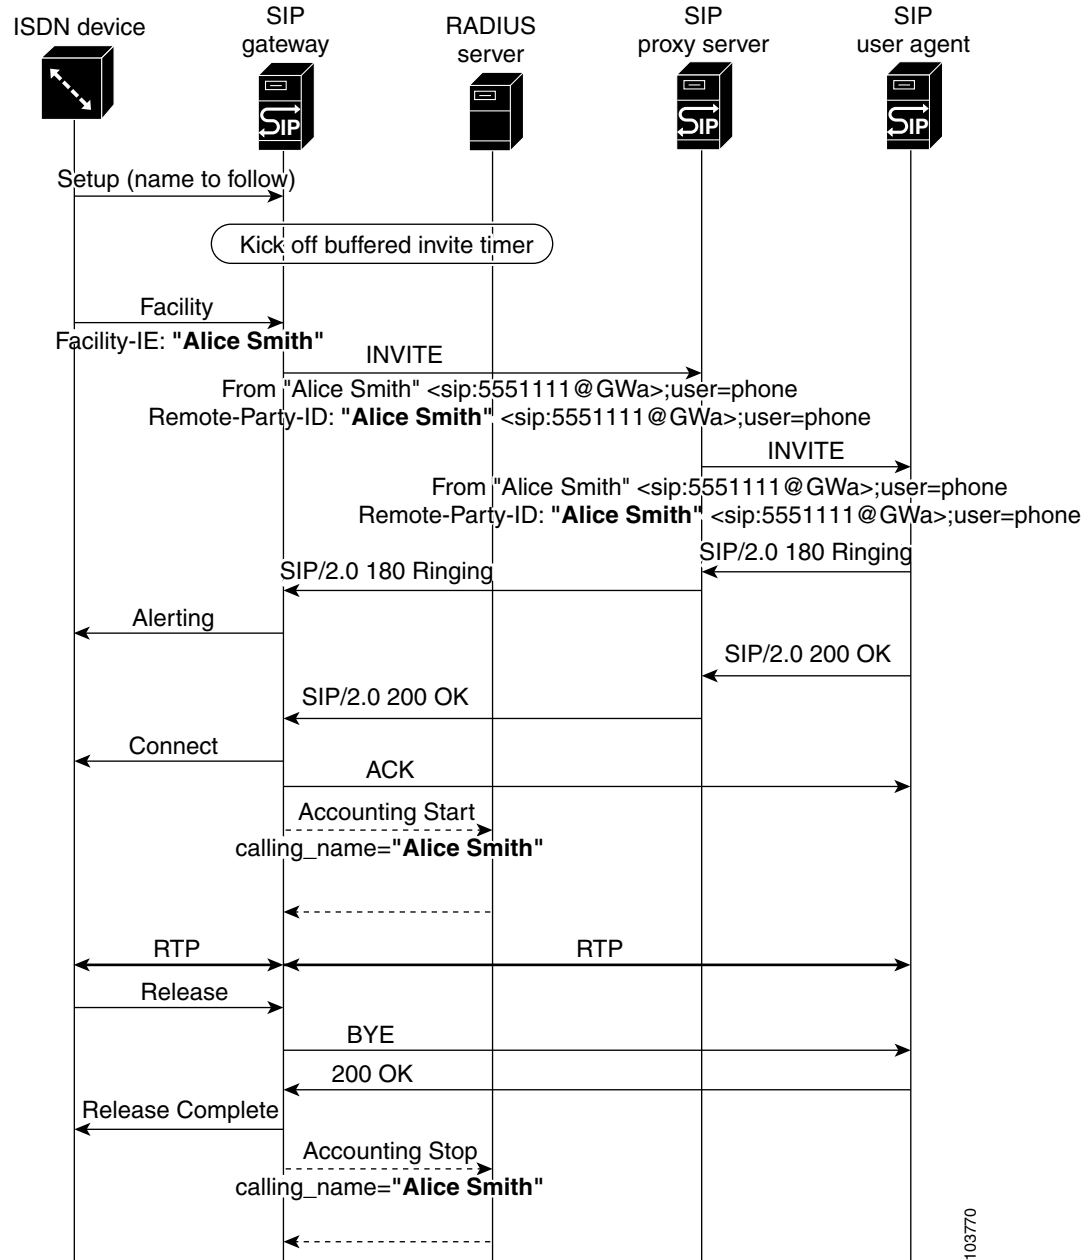 ISDN device
SIP
gateway
RADIUS
server
SIP
proxy server
SIP
user agent
SIP
SIP
SIP
Setup (name to follow)
Kick off buffered invite timer
Facility
Facility-IE: "Alice Smith"
INVITE
From "Alice Smith" <sip:5551111@GWa>;user=phone
Remote-Party-ID: "Alice Smith" <sip:5551111@GWa>;user=phone
INVITE
From "Alice Smith" <sip:5551111@GWa>;user=phone
Remote-Party-ID: "Alice Smith" <sip:5551111@GWa>;user=phone
SIP/2.0 180 Ringing
SIP/2.0 180 Ringing
Alerting
SIP/2.0 200 OK
SIP/2.0 200 OK
Connect
ACK
Accounting Start
calling_name="Alice Smith"
RTP
RTP
Release
BYE
200 OK
Release Complete
Accounting Stop
calling_name="Alice Smith"
103770